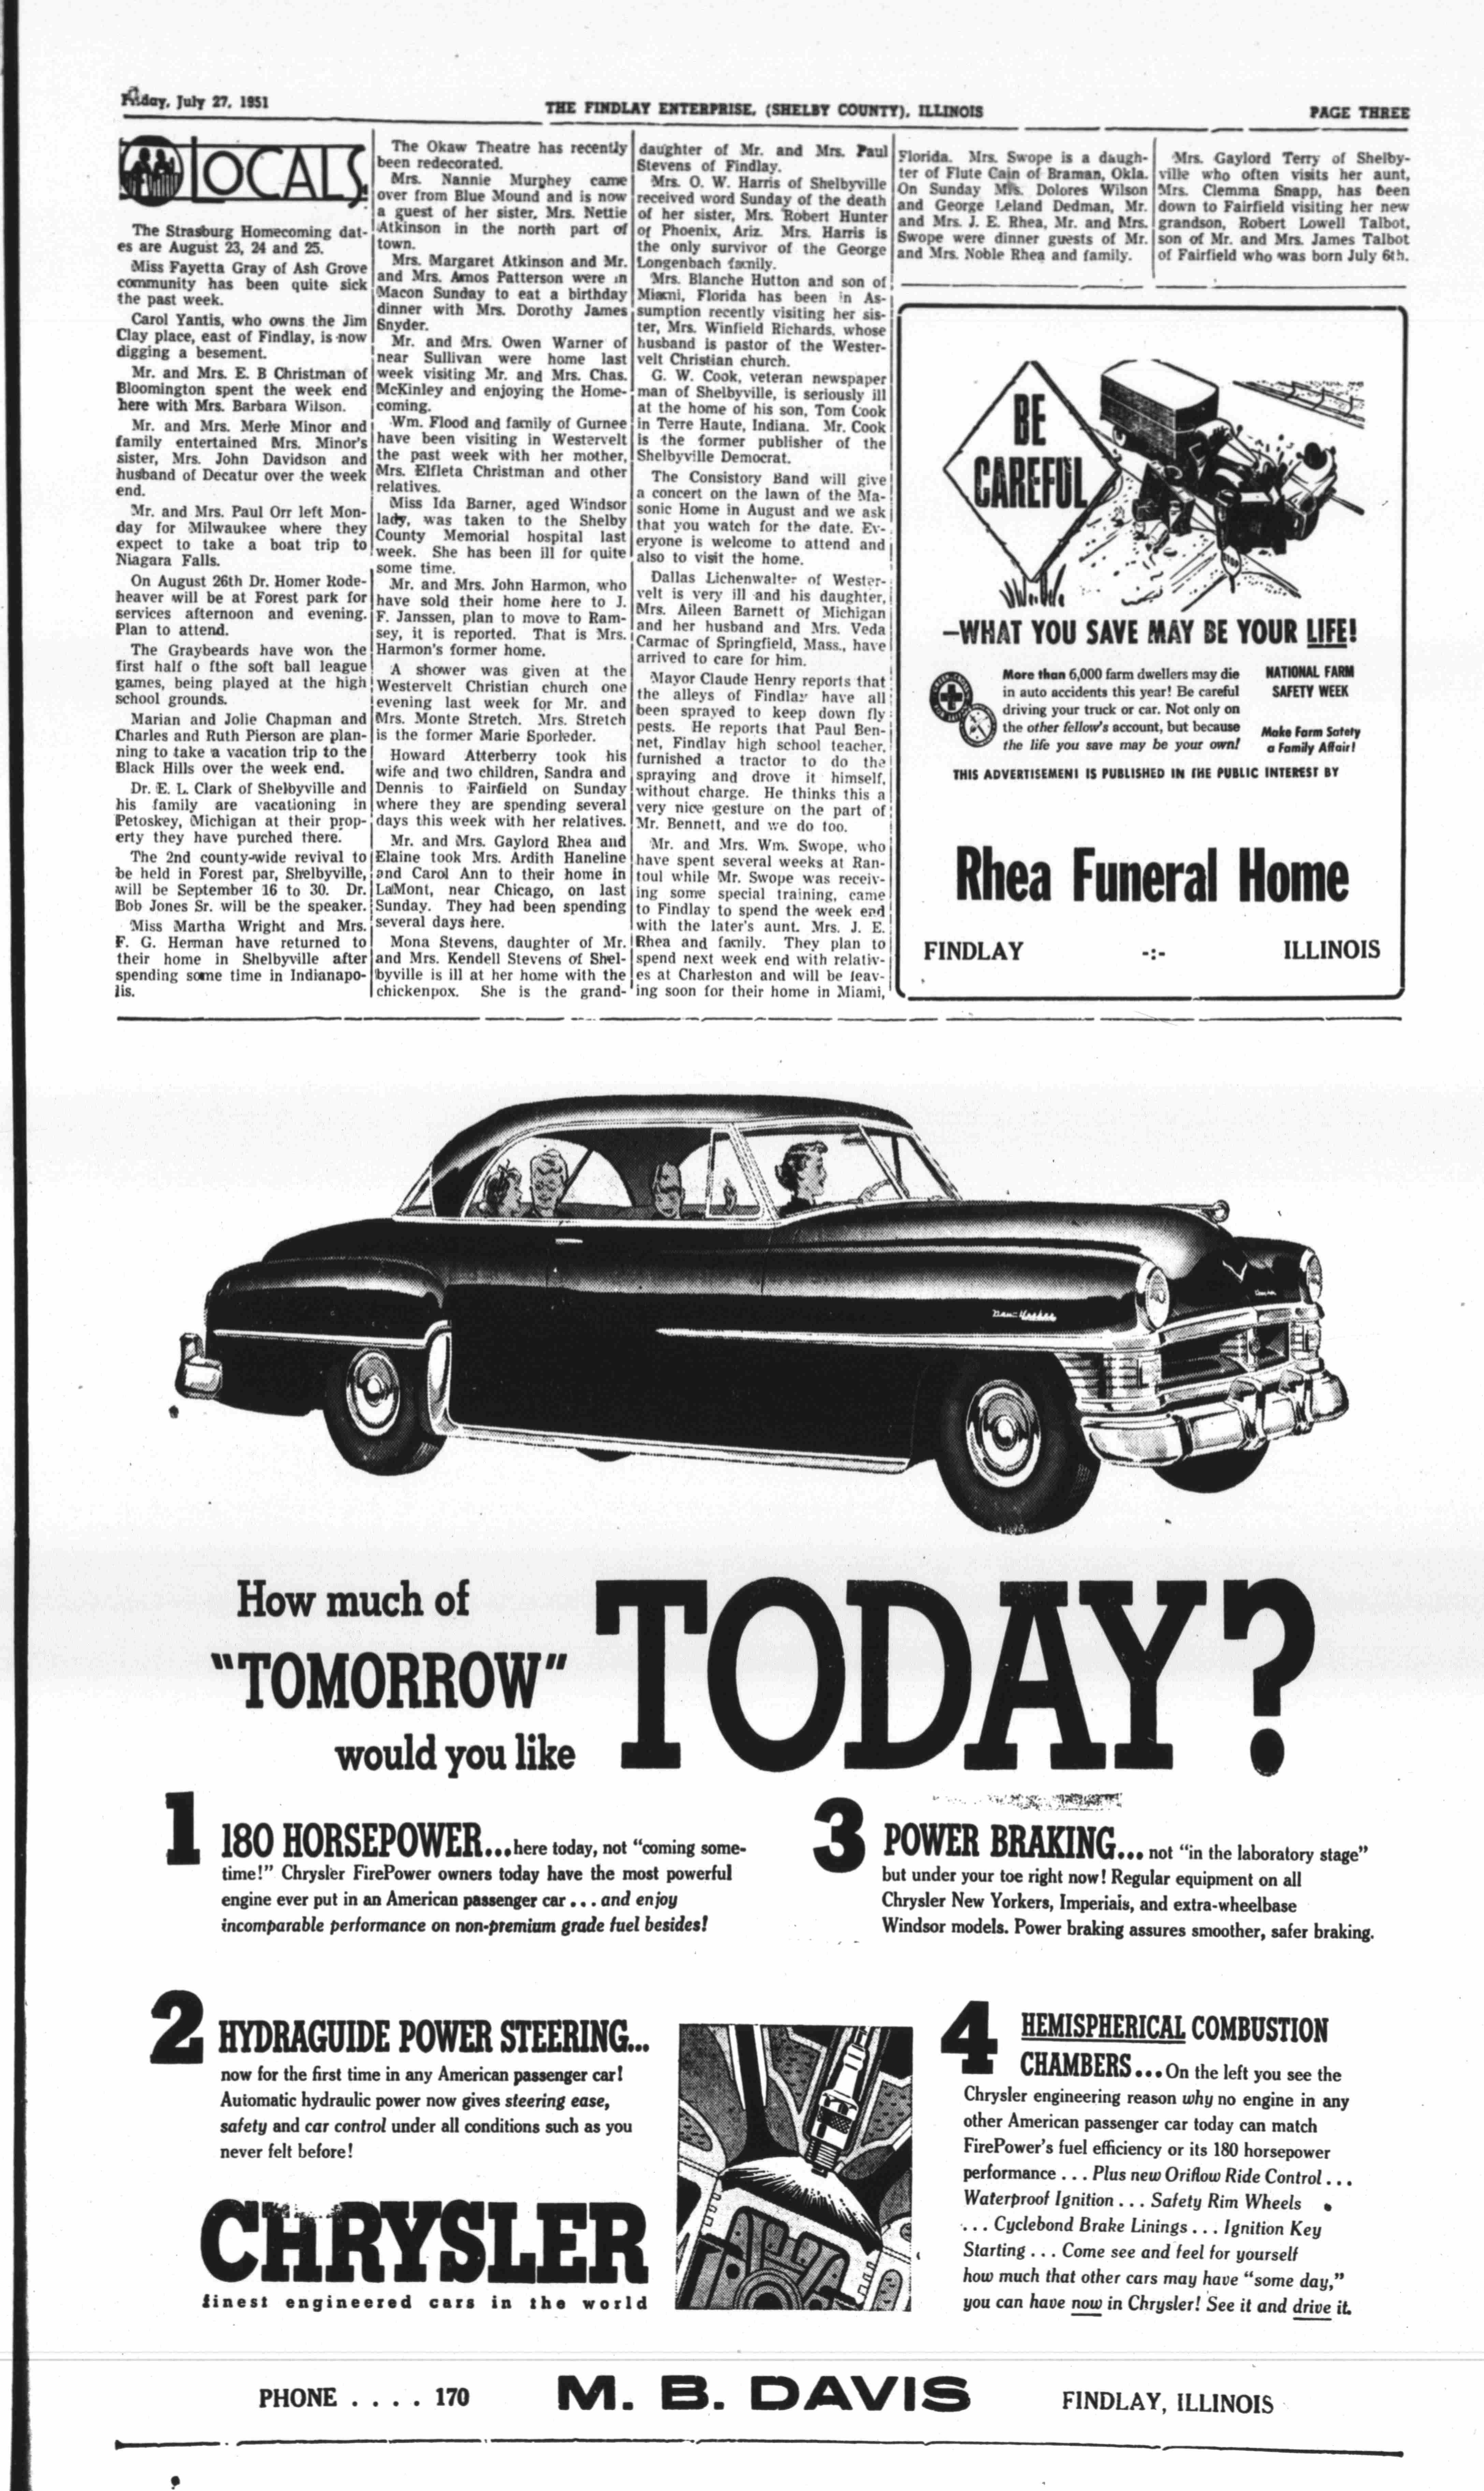 Friday, July 27, 1951
THE FINDLAY ENTERPRISE, (SHELBY COUNTY), ILLINOIS
PAGE THREE
LOCALS
The Strasburg Homecoming dat-
es are August 23, 24 and 25.
Miss Fayetta Gray of Ash Grove
community has been quite sick
the past week.
Carol Yantis, who owns the Jim
Clay place, east of Findlay, is now
digging a besement.
Mr. and Mrs. E. B Christman of
Bloomington spent the week end
here with Mrs. Barbara Wilson.
Mr. and Mrs. Merle Minor and
family entertained Mrs. Minor's
sister, Mrs. John Davidson and
husband of Decatur over the week
end.
Mr. and Mrs. Paul Orr left Mon-
day for Milwaukee where they
expect to take a boat trip to
Niagara Falls.
On August 26th Dr. Homer Rode-
heaver will be at Forest park for
services afternoon and evening.
Plan to attend.
The Graybeards have won the
first half o fthe soft ball league
games, being played at the high
school grounds.
Marian and Jolie Chapman and
Charles and Ruth Pierson are plan-
ning to take a vacation trip to the
Black Hills over the week end.
Dr. E. L. Clark of Shelbyville and
his family are vacationing in
Petoskey, Michigan at their prop-
erty they have purched there.
The 2nd county-wide revival to
be held in Forest par, Shelbyville,
will be September 16 to 30. Dr.
Bob Jones Sr. will be the speaker.
Miss Martha Wright and Mrs.
F. G. Herman have returned to
their home in Shelbyville after
spending some time in Indianapo-
lis.
The Okaw Theatre has recently
been redecorated.
Mrs. Nannie Murphey came
over from Blue Mound and is now
a guest of her sister, Mrs. Nettie
Atkinson in the north part of
town.
Mrs. Margaret Atkinson and Mr.
and Mrs. Amos Patterson were in
Macon Sunday to eat a birthday
dinner with Mrs. Dorothy James
Snyder.
Mr. and Mrs. Owen Warner of
near Sullivan were home last
week visiting Mr. and Mrs. Chas.
McKinley and enjoying the Home-
coming.
Wm. Flood and family of Gurnee
have been visiting in Westervelt
the past week with her mother,
Mrs. Elfleta Christman and other
relatives.
Miss Ida Barner, aged Windsor
lady, was taken to the Shelby
County Memorial hospital last
week. She has been ill for quite
some time.
Mr. and Mrs. John Harmon, who
have sold their home here to J.
F. Janssen, plan to move to Ram-
sey, it is reported. That is Mrs.
Harmon's former home.
A shower was given at the
Westervelt Christian church one
evening last week for Mr. and
Mrs. Monte Stretch. Mrs. Stretch
is the former Marie Sporleder.
Howard Atterberry took his
wife and two children, Sandra and
Dennis to Fairfield on Sunday
where they are spending several
days this week with her relatives.
Mr. and Mrs. Gaylord Rhea and
Elaine took Mrs. Ardith Haneline
and Carol Ann to their home in
LaMont, near Chicago, on last
Sunday. They had been spending
several days here.
Mona Stevens, daughter of Mr.
and Mrs. Kendell Stevens of Shel-
byville is ill at her home with the
chickenpox. She is the grand-
daughter of Mr. and Mrs. Paul
Stevens of Findlay.
Mrs. O. W. Harris of Shelbyville
received word Sunday of the death
of her sister, Mrs. Robert Hunter
of Phoenix, Ariz. Mrs. Harris is
the only survivor of the George
Longenbach family.
Mrs. Blanche Hutton and son of
Miami, Florida has been in As-
sumption recently visiting her sis-
ter, Mrs. Winfield Richards, whose
husband is pastor of the Wester-
velt Christian church.
G. W. Cook, veteran newspaper
man of Shelbyville, is seriously ill
at the home of his son, Tom Cook
in Terre Haute, Indiana. Mr. Cook
is the former publisher of the
Shelbyville Democrat.
The Consistory Band will give
a concert on the lawn of the Ma-
sonic Home in August and we ask
that you watch for the date. Ev-
eryone is welcome to attend and
also to visit the home.
Dallas Lichenwalter of Wester-
velt is very ill and his daughter,
Mrs. Aileen Barnett of Michigan
and her husband and Mrs. Veda
Carmac of Springfield, Mass., have
arrived to care for him.
Mayor Claude Henry reports that
the alleys of Findlay have all
been sprayed to keep down fly
pests. He reports that Paul Ben-
net, Findlay high school teacher,
furnished a tractor to do the
spraying and drove it himself,
without charge. He thinks this a
very nice gesture on the part of
Mr. Bennett, and we do too.
Mr. and Mrs. Wm. Swope, who
have spent several weeks at Ran-
toul while Mr. Swope was receiv-
ing some special training, came
to Findlay to spend the week end
with the later's aunt. Mrs. J. E.
Rhea and family. They plan to
spend next week end with relativ-
es at Charleston and will be leav-
ing soon for their home in Miami,
Florida. Mrs. Swope is a daugh-
ter of Flute Cain of Braman, Okla.
On Sunday Mrs. Dolores Wilson
and George Leland Dedman, Mr.
and Mrs. J. E. Rhea, Mr. and Mrs.
Swope were dinner guests of Mr.
and Mrs. Noble Rhea and family.
Mrs. Gaylord Terry of Shelby-
ville who often visits her aunt,
Mrs. Clemma Snapp, has been
down to Fairfield visiting her new
grandson, Robert Lowell Talbot,
son of Mr. and Mrs. James Talbot
of Fairfield who was born July 6th.
BE
CAREFUL
STOP
—WHAT YOU SAVE MAY BE YOUR LIFE!
More than 6,000 farm dwellers may die
in auto accidents this year! Be careful
driving your truck or car. Not only on
the other fellow's account, but because
the life you save may be your own!
NATIONAL FARM
SAFETY WEEK
Make Farm Safety
a Family Affair!
THIS ADVERTISEMENT IS PUBLISHED IN THE PUBLIC INTEREST BY
Rhea Funeral Home
FINDLAY -:- ILLINOIS
New Yorker
How much of
"TOMORROW"
would you like
TODAY?
1 180 HORSEPOWER...here today, not "coming some-
time!" Chrysler FirePower owners today have the most powerful
engine ever put in an American passenger car ... and enjoy
incomparable performance on non-premium grade fuel besides!
2 HYDRAGUIDE POWER STEERING...
now for the first time in any American passenger car!
Automatic hydraulic power now gives steering ease,
safety and car control under all conditions such as you
never felt before!
CHRYSLER
finest engineered cars in the world
3 POWER BRAKING... not "in the laboratory stage"
but under your toe right now! Regular equipment on all
Chrysler New Yorkers, Imperials, and extra-wheelbase
Windsor models. Power braking assures smoother, safer braking.
4 HEMISPHERICAL COMBUSTION
CHAMBERS...On the left you see the
Chrysler engineering reason why no engine in any
other American passenger car today can match
FirePower's fuel efficiency or its 180 horsepower
performance ... Plus new Oriflow Ride Control ...
Waterproof Ignition ... Safety Rim Wheels
... Cyclebond Brake Linings ... Ignition Key
Starting ... Come see and feel for yourself
how much that other cars may have "some day,"
you can have now in Chrysler! See it and drive it.
PHONE .... 170
M. B. DAVIS
FINDLAY, ILLINOIS